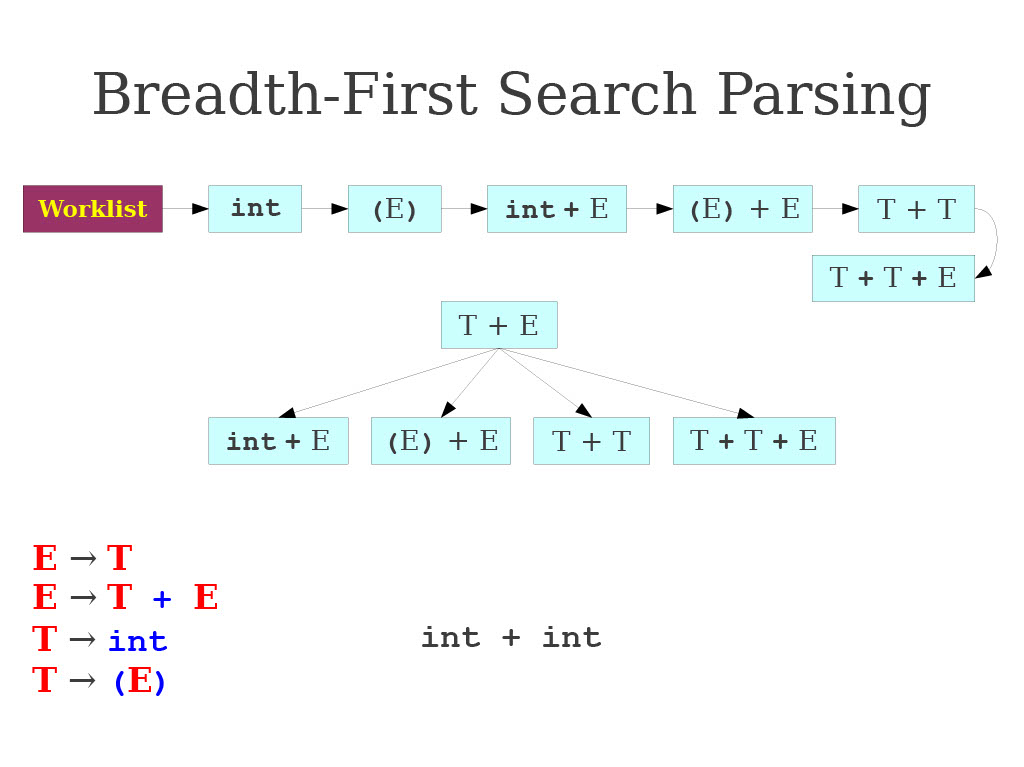 Breadth-First Search Parsing
Worklist int (E) int + E (E) + E T + T
T + T + E
T + E
int + E (E) + E T + T T + T + E
E → T
E → T + E
T → int
T → (E)
int + int